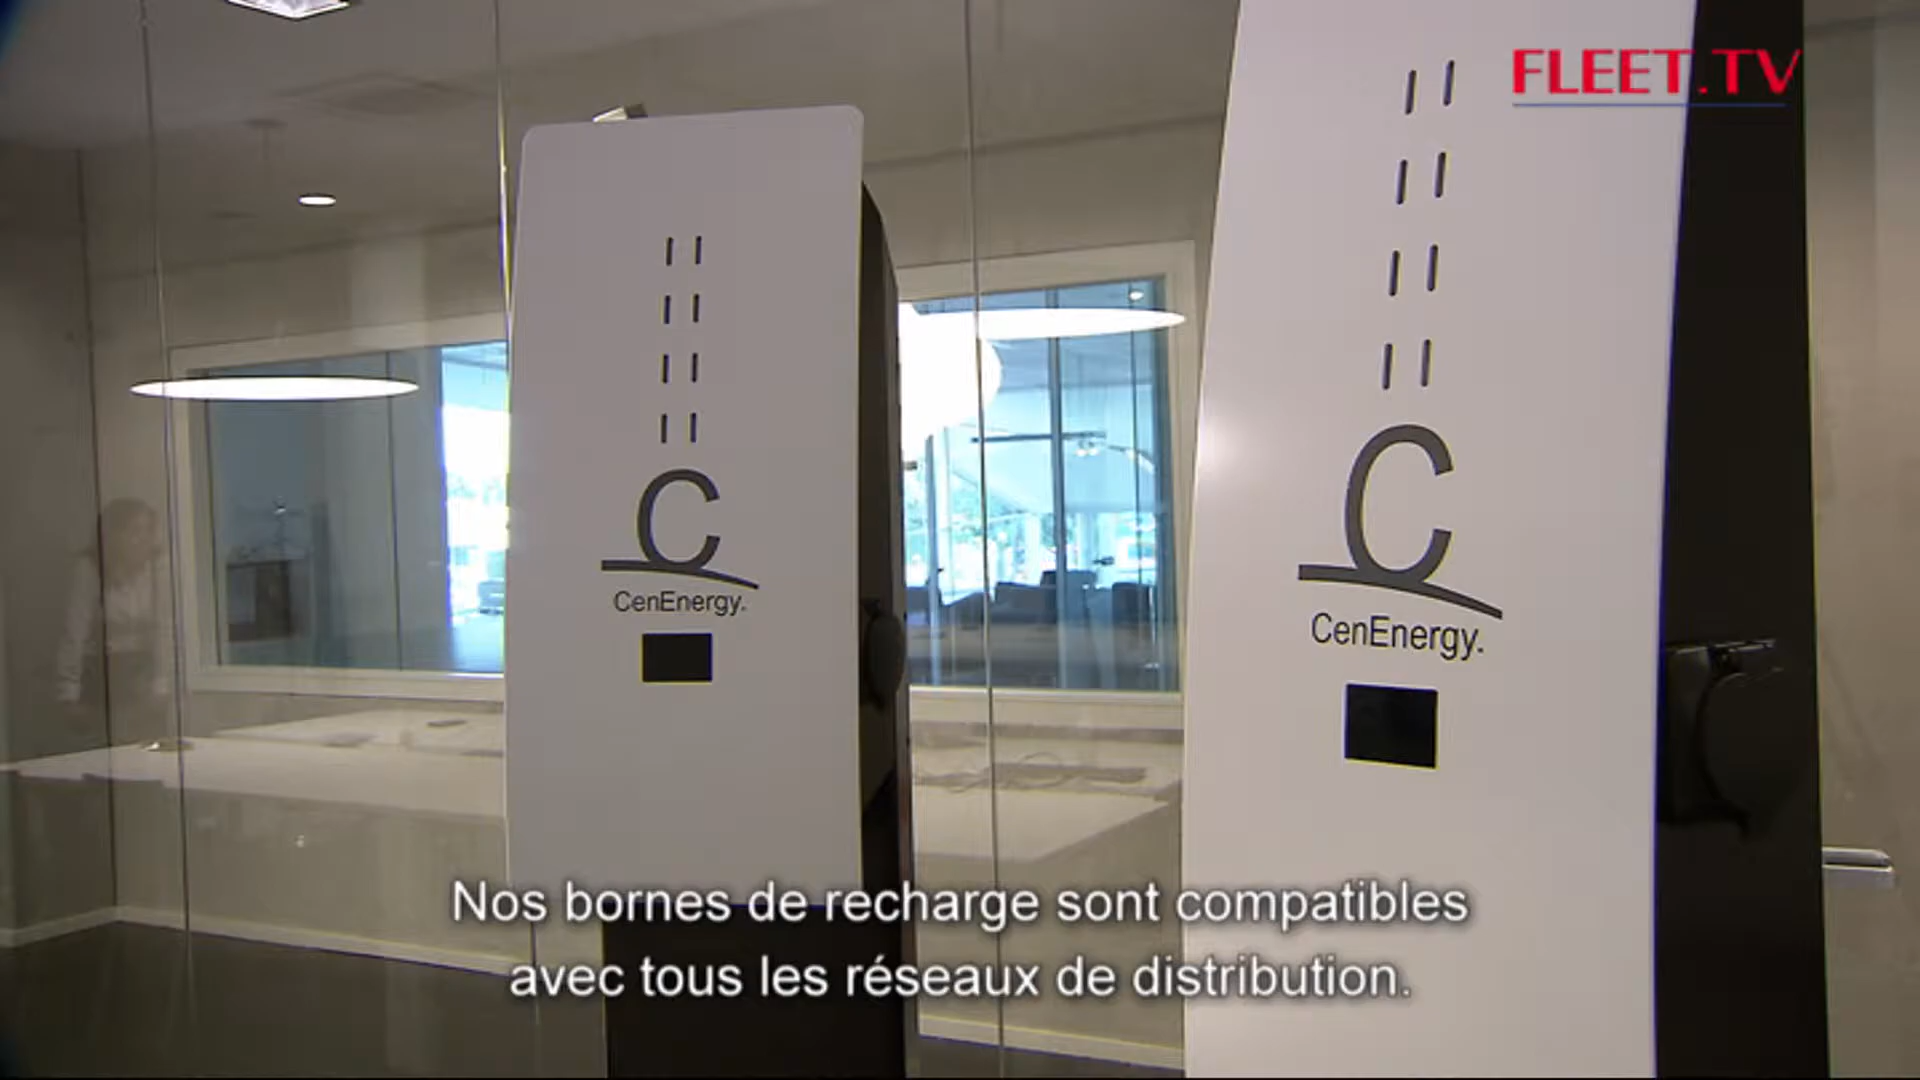 FLEET.TV
C
CenEnergy.
C
CenEnergy.
Nos bornes de recharge sont compatibles
avec tous les réseaux de distribution.